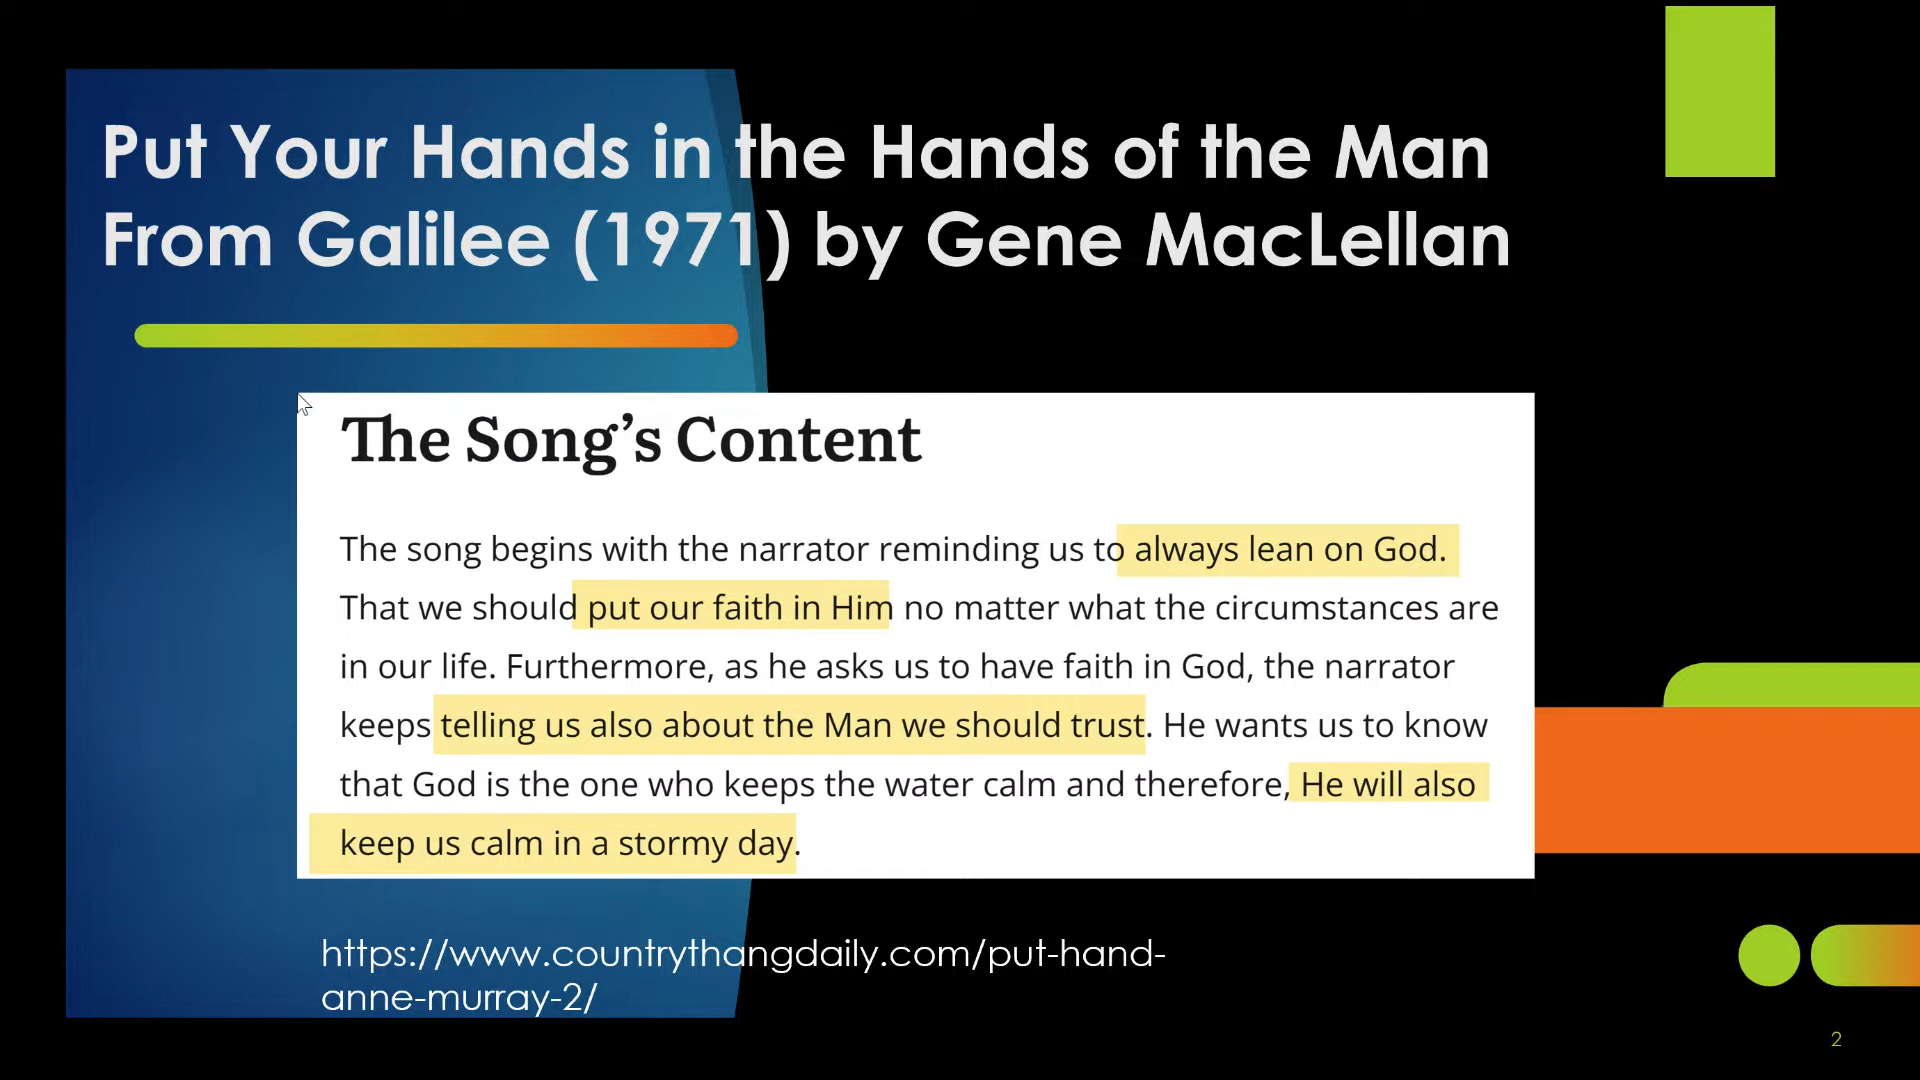 Put Your Hands in the Hands of the Man
From Galilee (1971) by Gene MacLellan
The Song’s Content
The song begins with the narrator reminding us to always lean on God.
That we should put our faith in Him no matter what the circumstances are
in our life. Furthermore, as he asks us to have faith in God, the narrator
keeps telling us also about the Man we should trust. He wants us to know
that God is the one who keeps the water calm and therefore, He will also
keep us calm in a stormy day.
https://www.countrythangdaily.com/put-hand-
anne-murray-2/
2